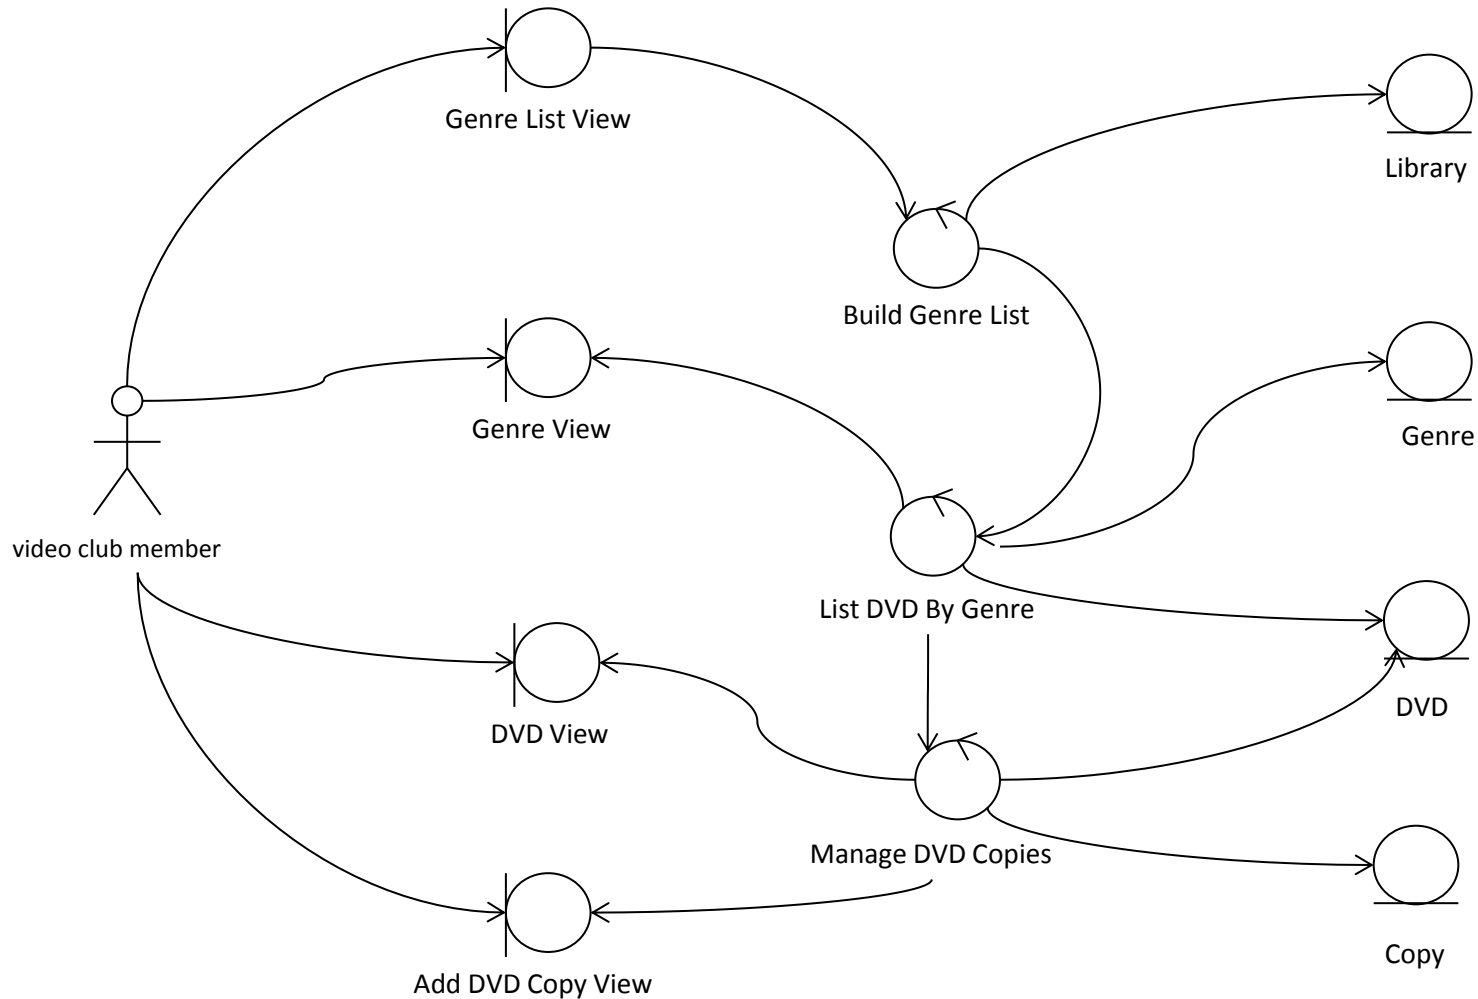 Genre List View
Library
Build Genre List
Genre View
Genre
video club member
List DVD By Genre
DVD View
DVD
Manage DVD Copies
Copy
Add DVD Copy View